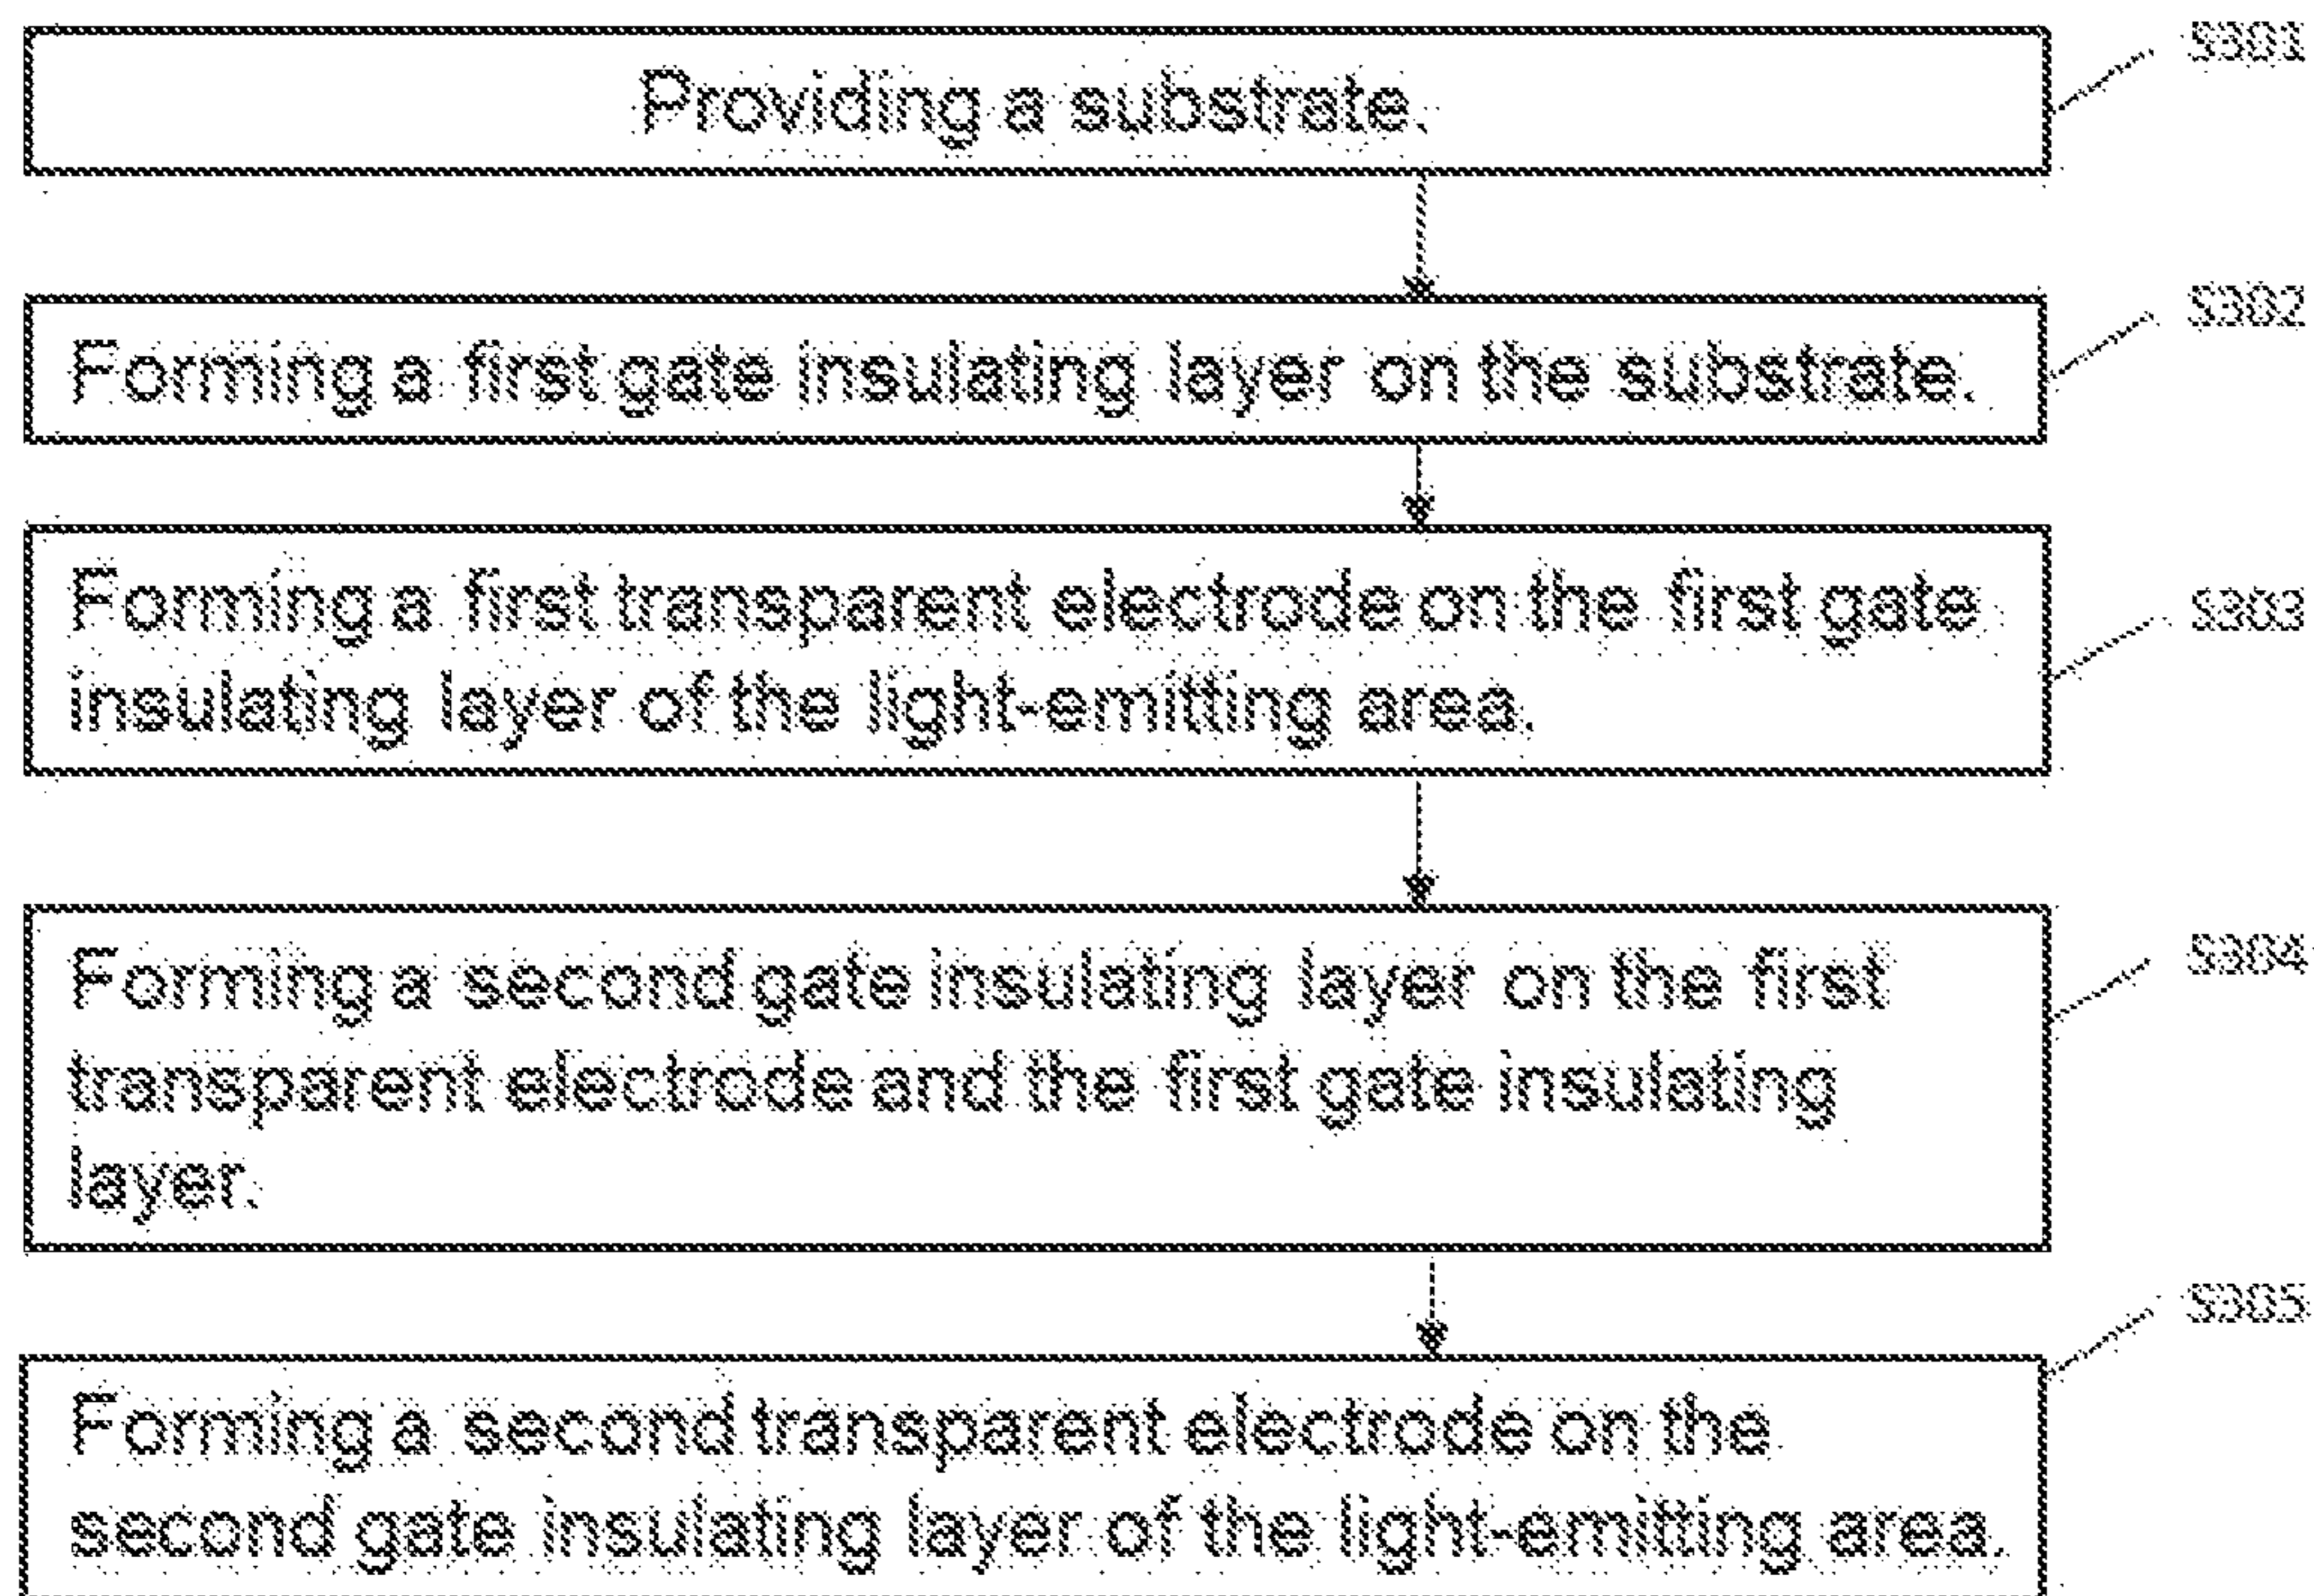 Providing a substrate.
S301
Forming a first gate insulating layer on the substrate.
S302
Forming a first transparent electrode on the first gate
insulating layer of the light-emitting area.
S303
Forming a second gate insulating layer on the first
transparent electrode and the first gate insulating
layer.
S304
Forming a second transparent electrode on the
second gate insulating layer of the light-emitting area.
S305